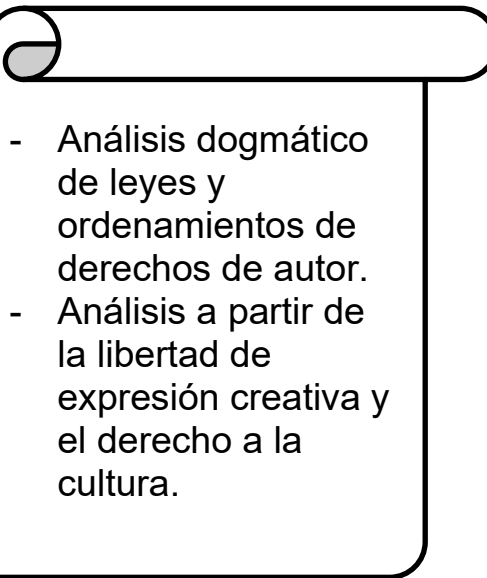 - Análisis dogmático
de leyes y
ordenamientos de
derechos de autor.
- Análisis a partir de
la libertad de
expresión creativa y
el derecho a la
cultura.